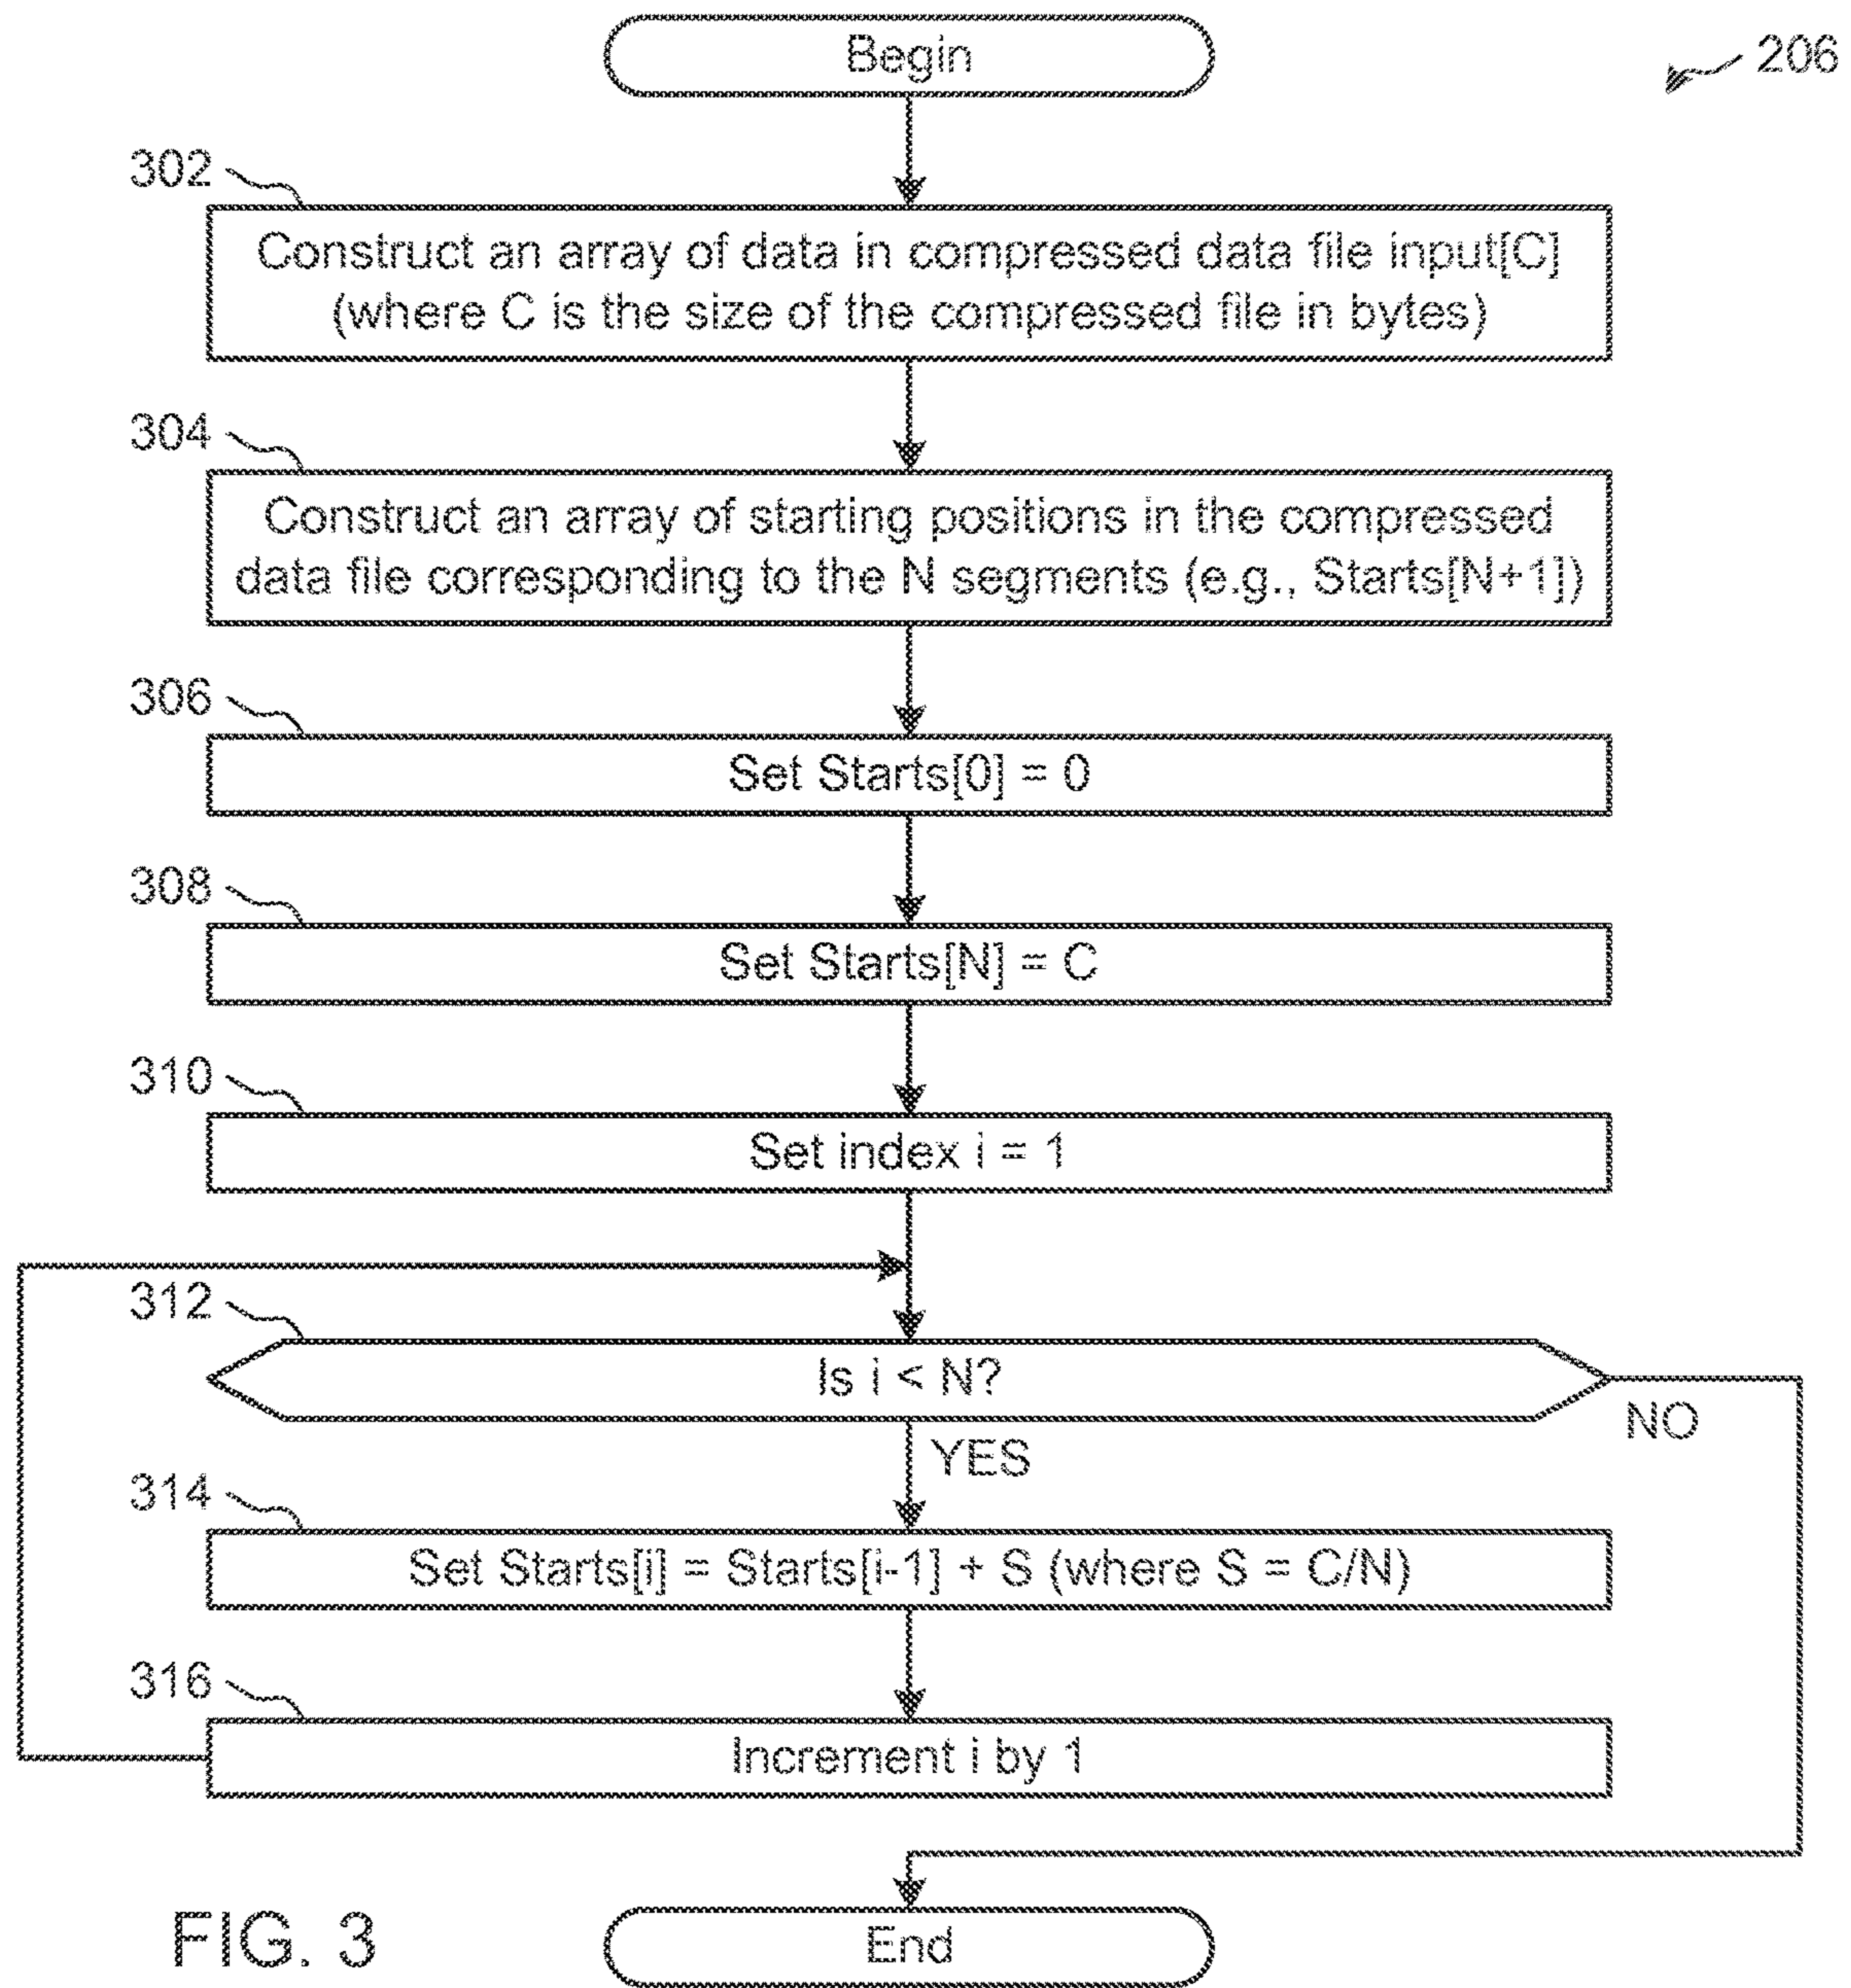 Begin
206
302
Construct an array of data in compressed data file input[C]
(where C is the size of the compressed file in bytes)
304
Construct an array of starting positions in the compressed
data file corresponding to the N segments (e.g., Starts[N+1])
306
Set Starts[0] = 0
308
Set Starts[N] = C
310
Set index i = 1
312
Is i < N?
NO
YES
314
Set Starts[i] = Starts[i-1] + S (where S = C/N)
316
Increment i by 1
FIG. 3
End